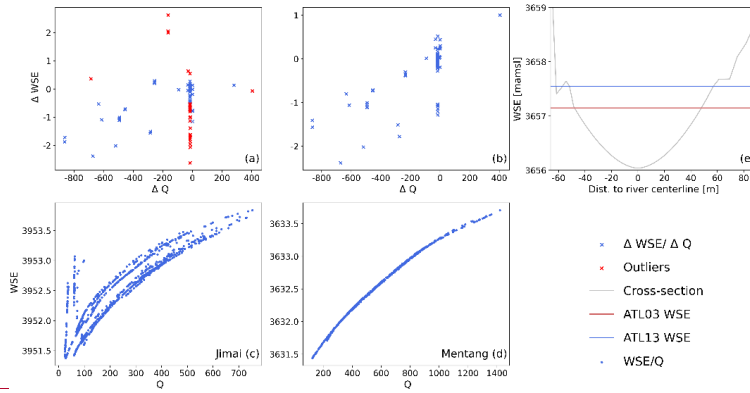 2
1
0
-1
-2
Δ WSE
(a)
-800 -600 -400 -200 0 200 400
Δ Q
1
0
-1
-2
(b)
-800 -600 -400 -200 0 200 400
Δ Q
3659
3658
3657
3656
WSE [mamsl]
(e)
-60 -40 -20 0 20 40 60 80
Dist. to river centerline [m]
3953.5
3953.0
3952.5
3952.0
3951.5
WSE
Jimai (c)
0 100 200 300 400 500 600 700
Q
3633.5
3633.0
3632.5
3632.0
3631.5
Mentang (d)
200 400 600 800 1000 1200 1400
Q
Δ WSE/ Δ Q
Outliers
Cross-section
ATL03 WSE
ATL13 WSE
WSE/Q